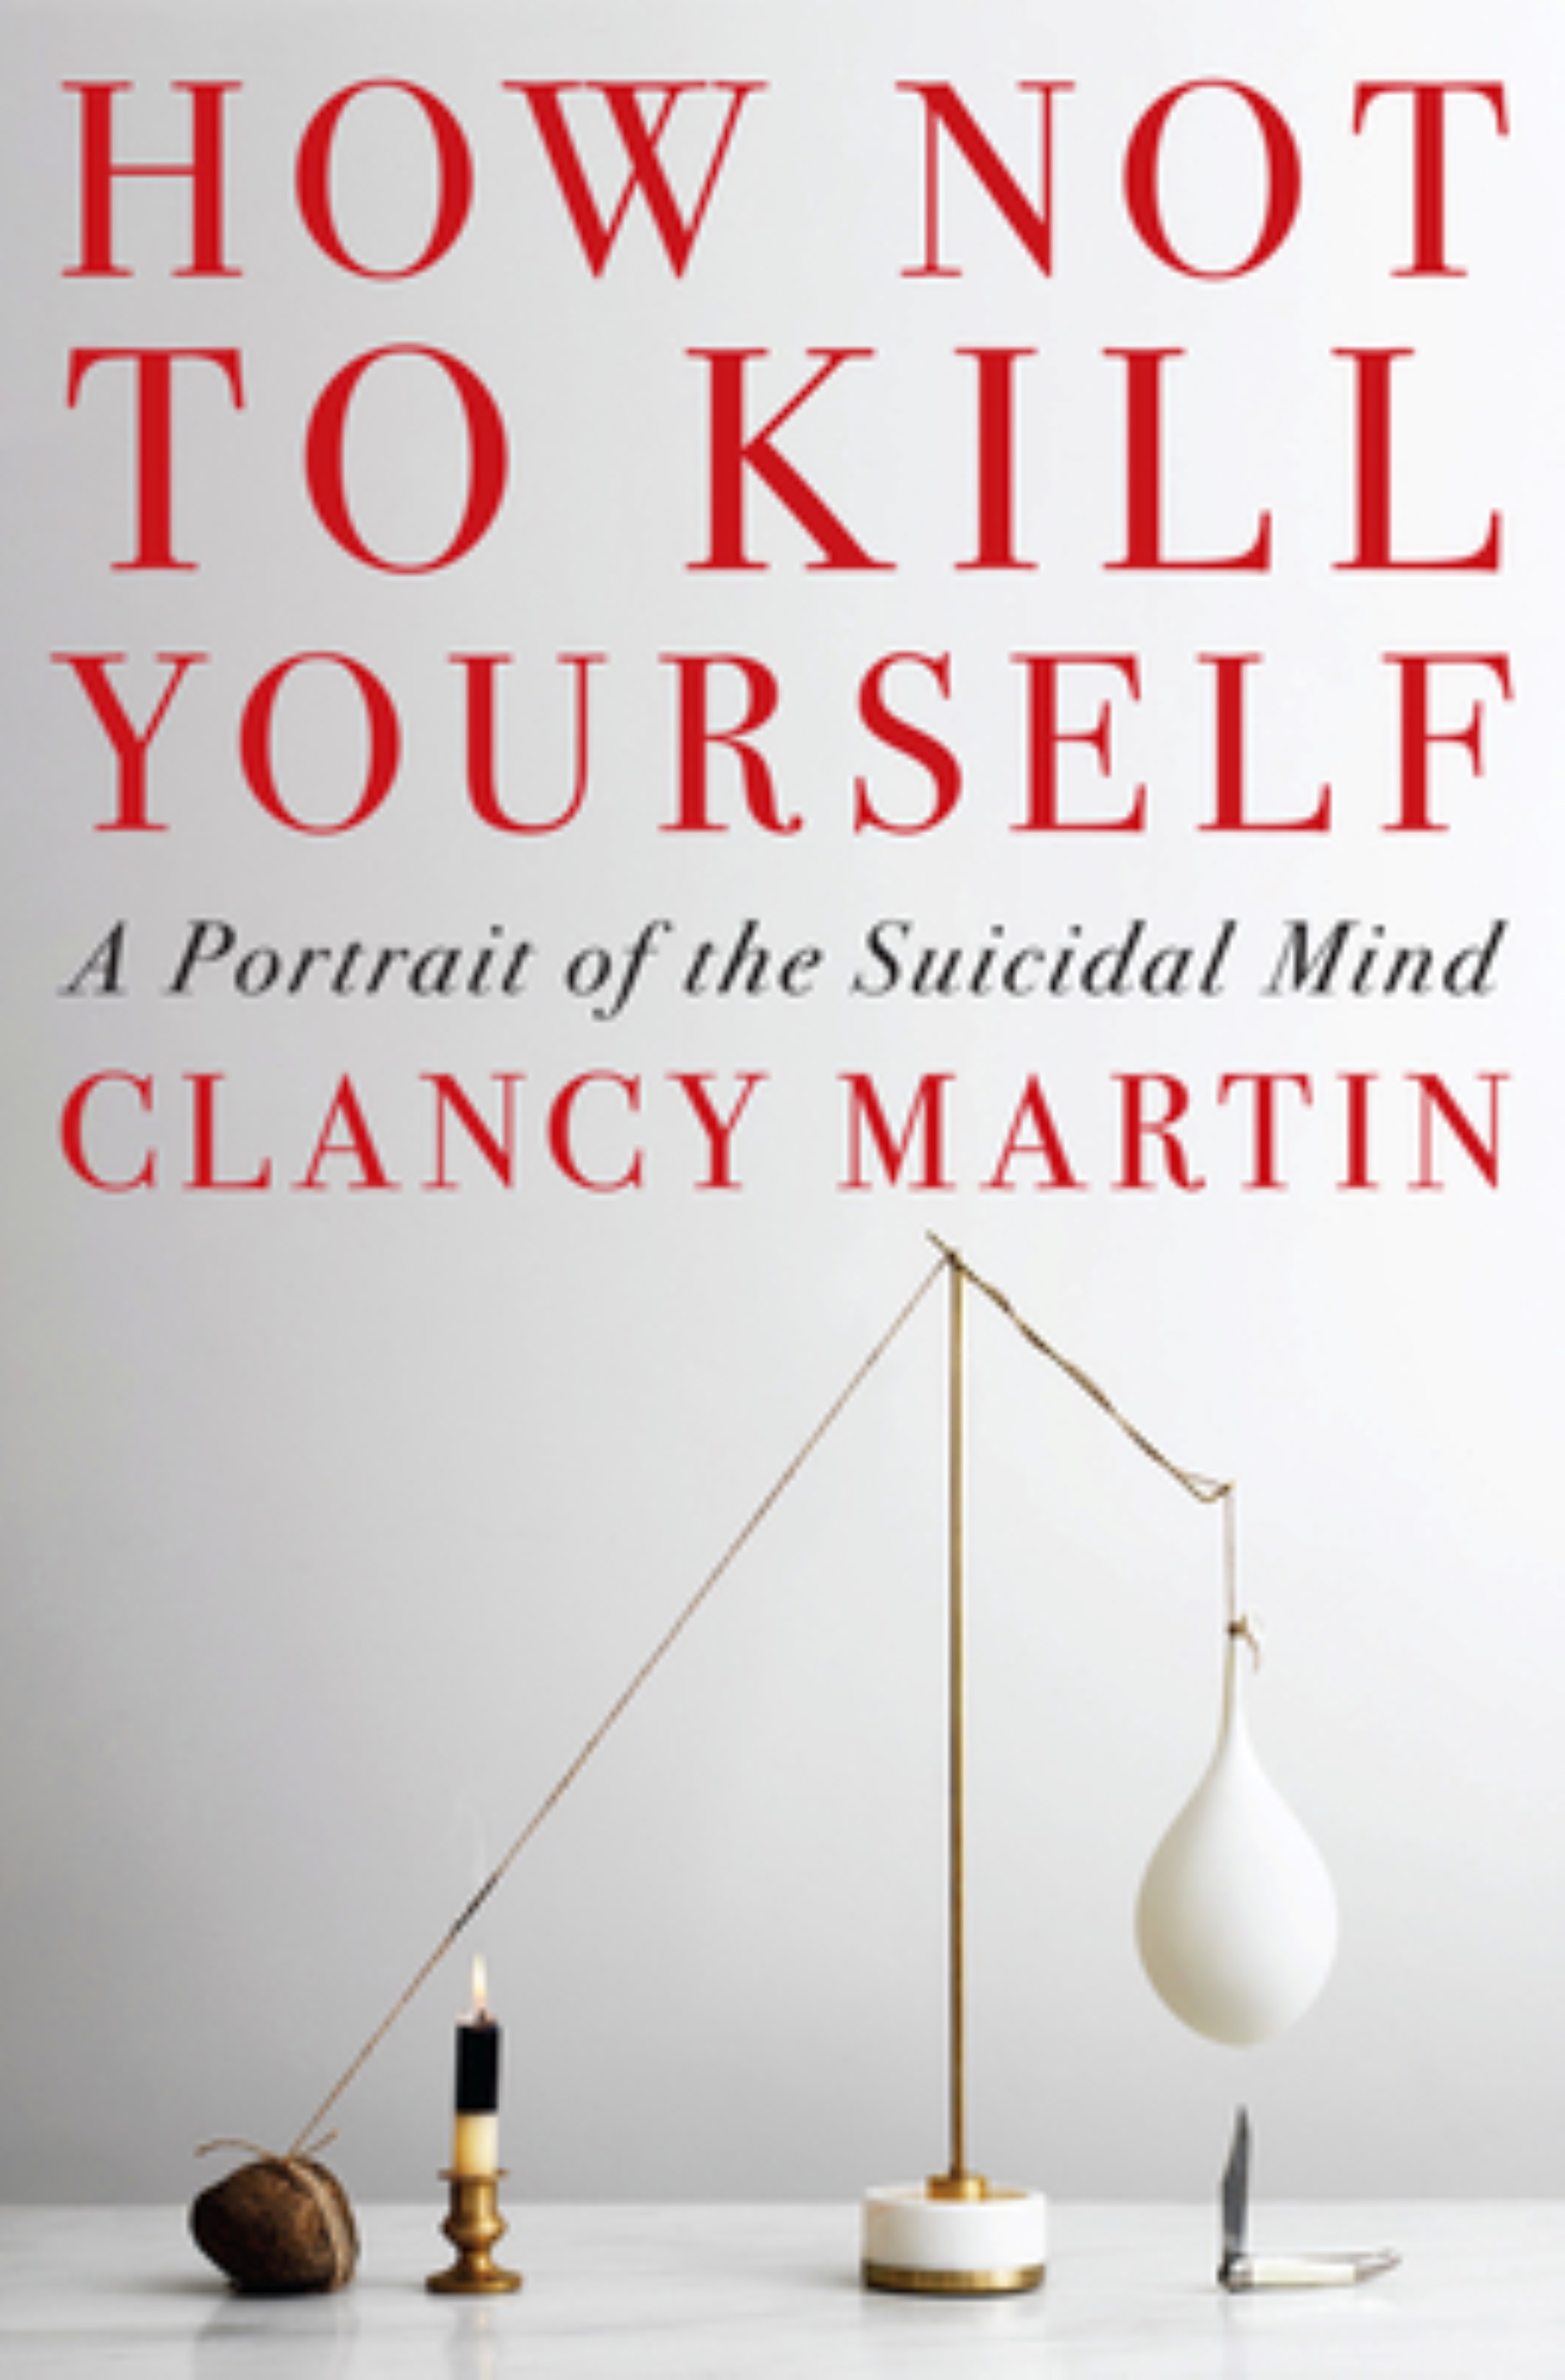 HOW NOT
TO KILL
YOURSELF
A Portrait of the Suicidal Mind
CLANCY MARTIN